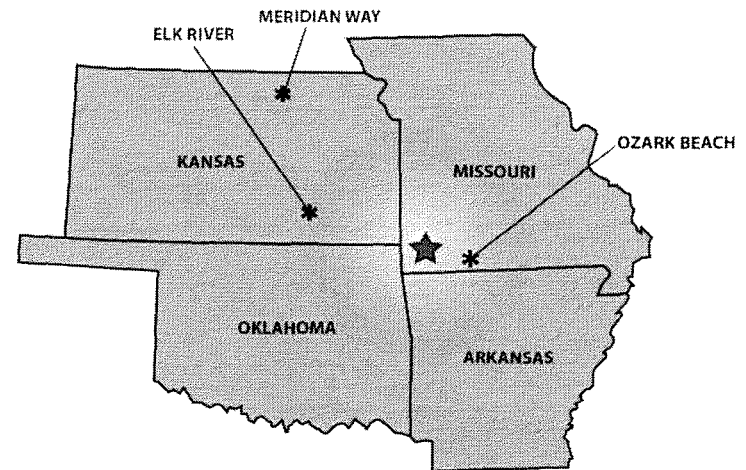 MERIDIAN WAY
ELK RIVER
OZARK BEACH
KANSAS
MISSOURI
OKLAHOMA
ARKANSAS